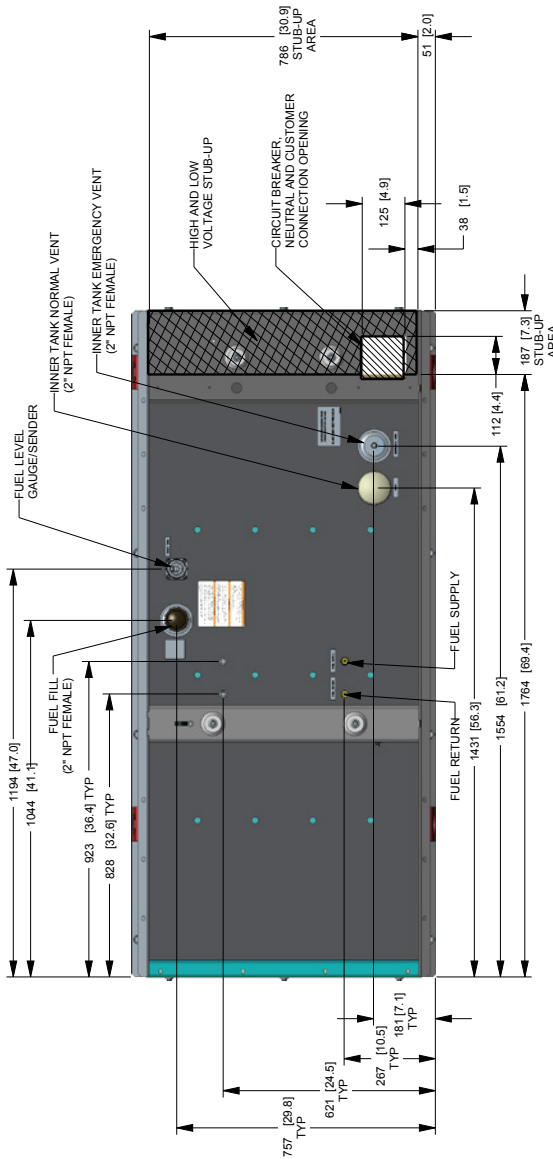 786 [30.9]
STUB-UP
AREA
51 [2.0]
HIGH AND LOW
VOLTAGE STUB-UP
CIRCUIT BREAKER,
NEUTRAL AND CUSTOMER
CONNECTION OPENING
125 [4.9]
38 [1.5]
INNER TANK NORMAL VENT
(2" NPT FEMALE)
INNER TANK EMERGENCY VENT
(2" NPT FEMALE)
187 [7.3]
STUB-UP
AREA
112 [4.4]
FUEL LEVEL
GAUGE/SENDER
FUEL FILL
(2" NPT FEMALE)
FUEL SUPPLY
FUEL RETURN
1194 [47.0]
1044 [41.1]
923 [36.4] TYP
828 [32.6] TYP
1431 [56.3]
1554 [61.2]
1764 [69.4]
181 [7.1]
TYP
267 [10.5]
TYP
621 [24.5]
TYP
757 [29.8]
TYP